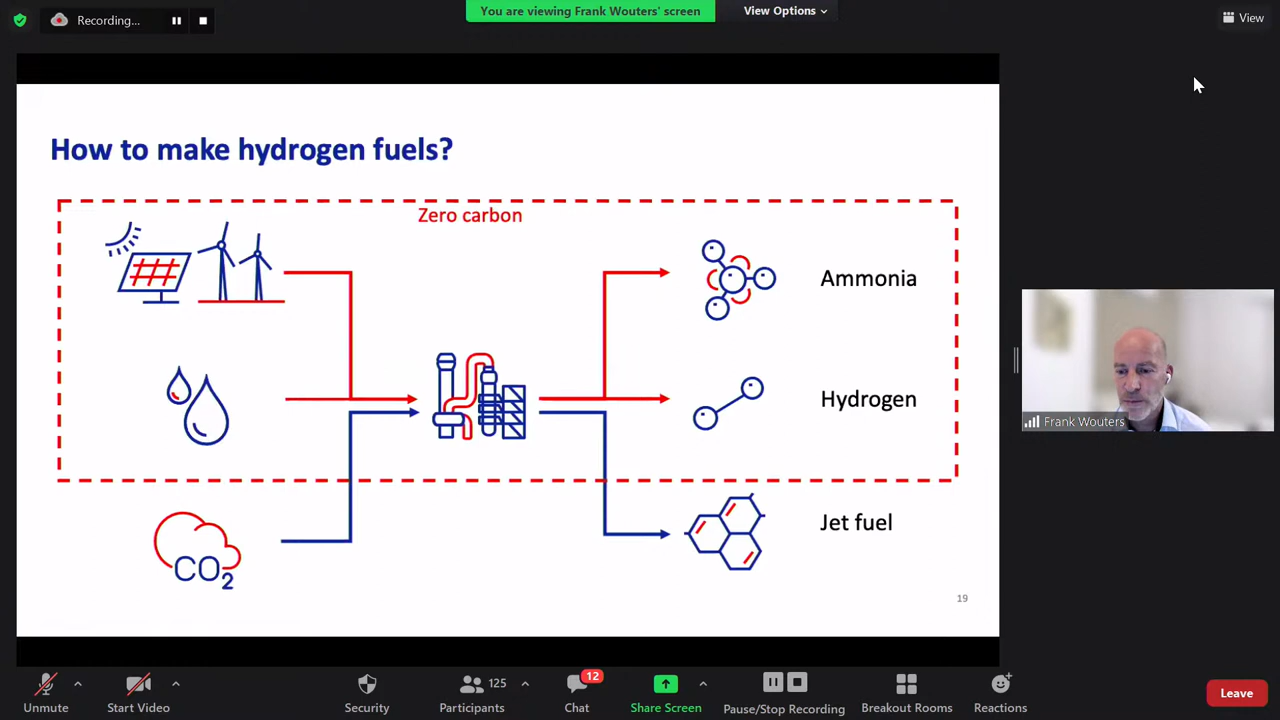 Recording...
You are viewing Frank Wouters' screen
View Options
View
How to make hydrogen fuels?
Zero carbon
Ammonia
Hydrogen
Jet fuel
CO2
19
Frank Wouters
Unmute
Start Video
Security
Participants
125
Chat
12
Share Screen
Pause/Stop Recording
Breakout Rooms
Reactions
Leave